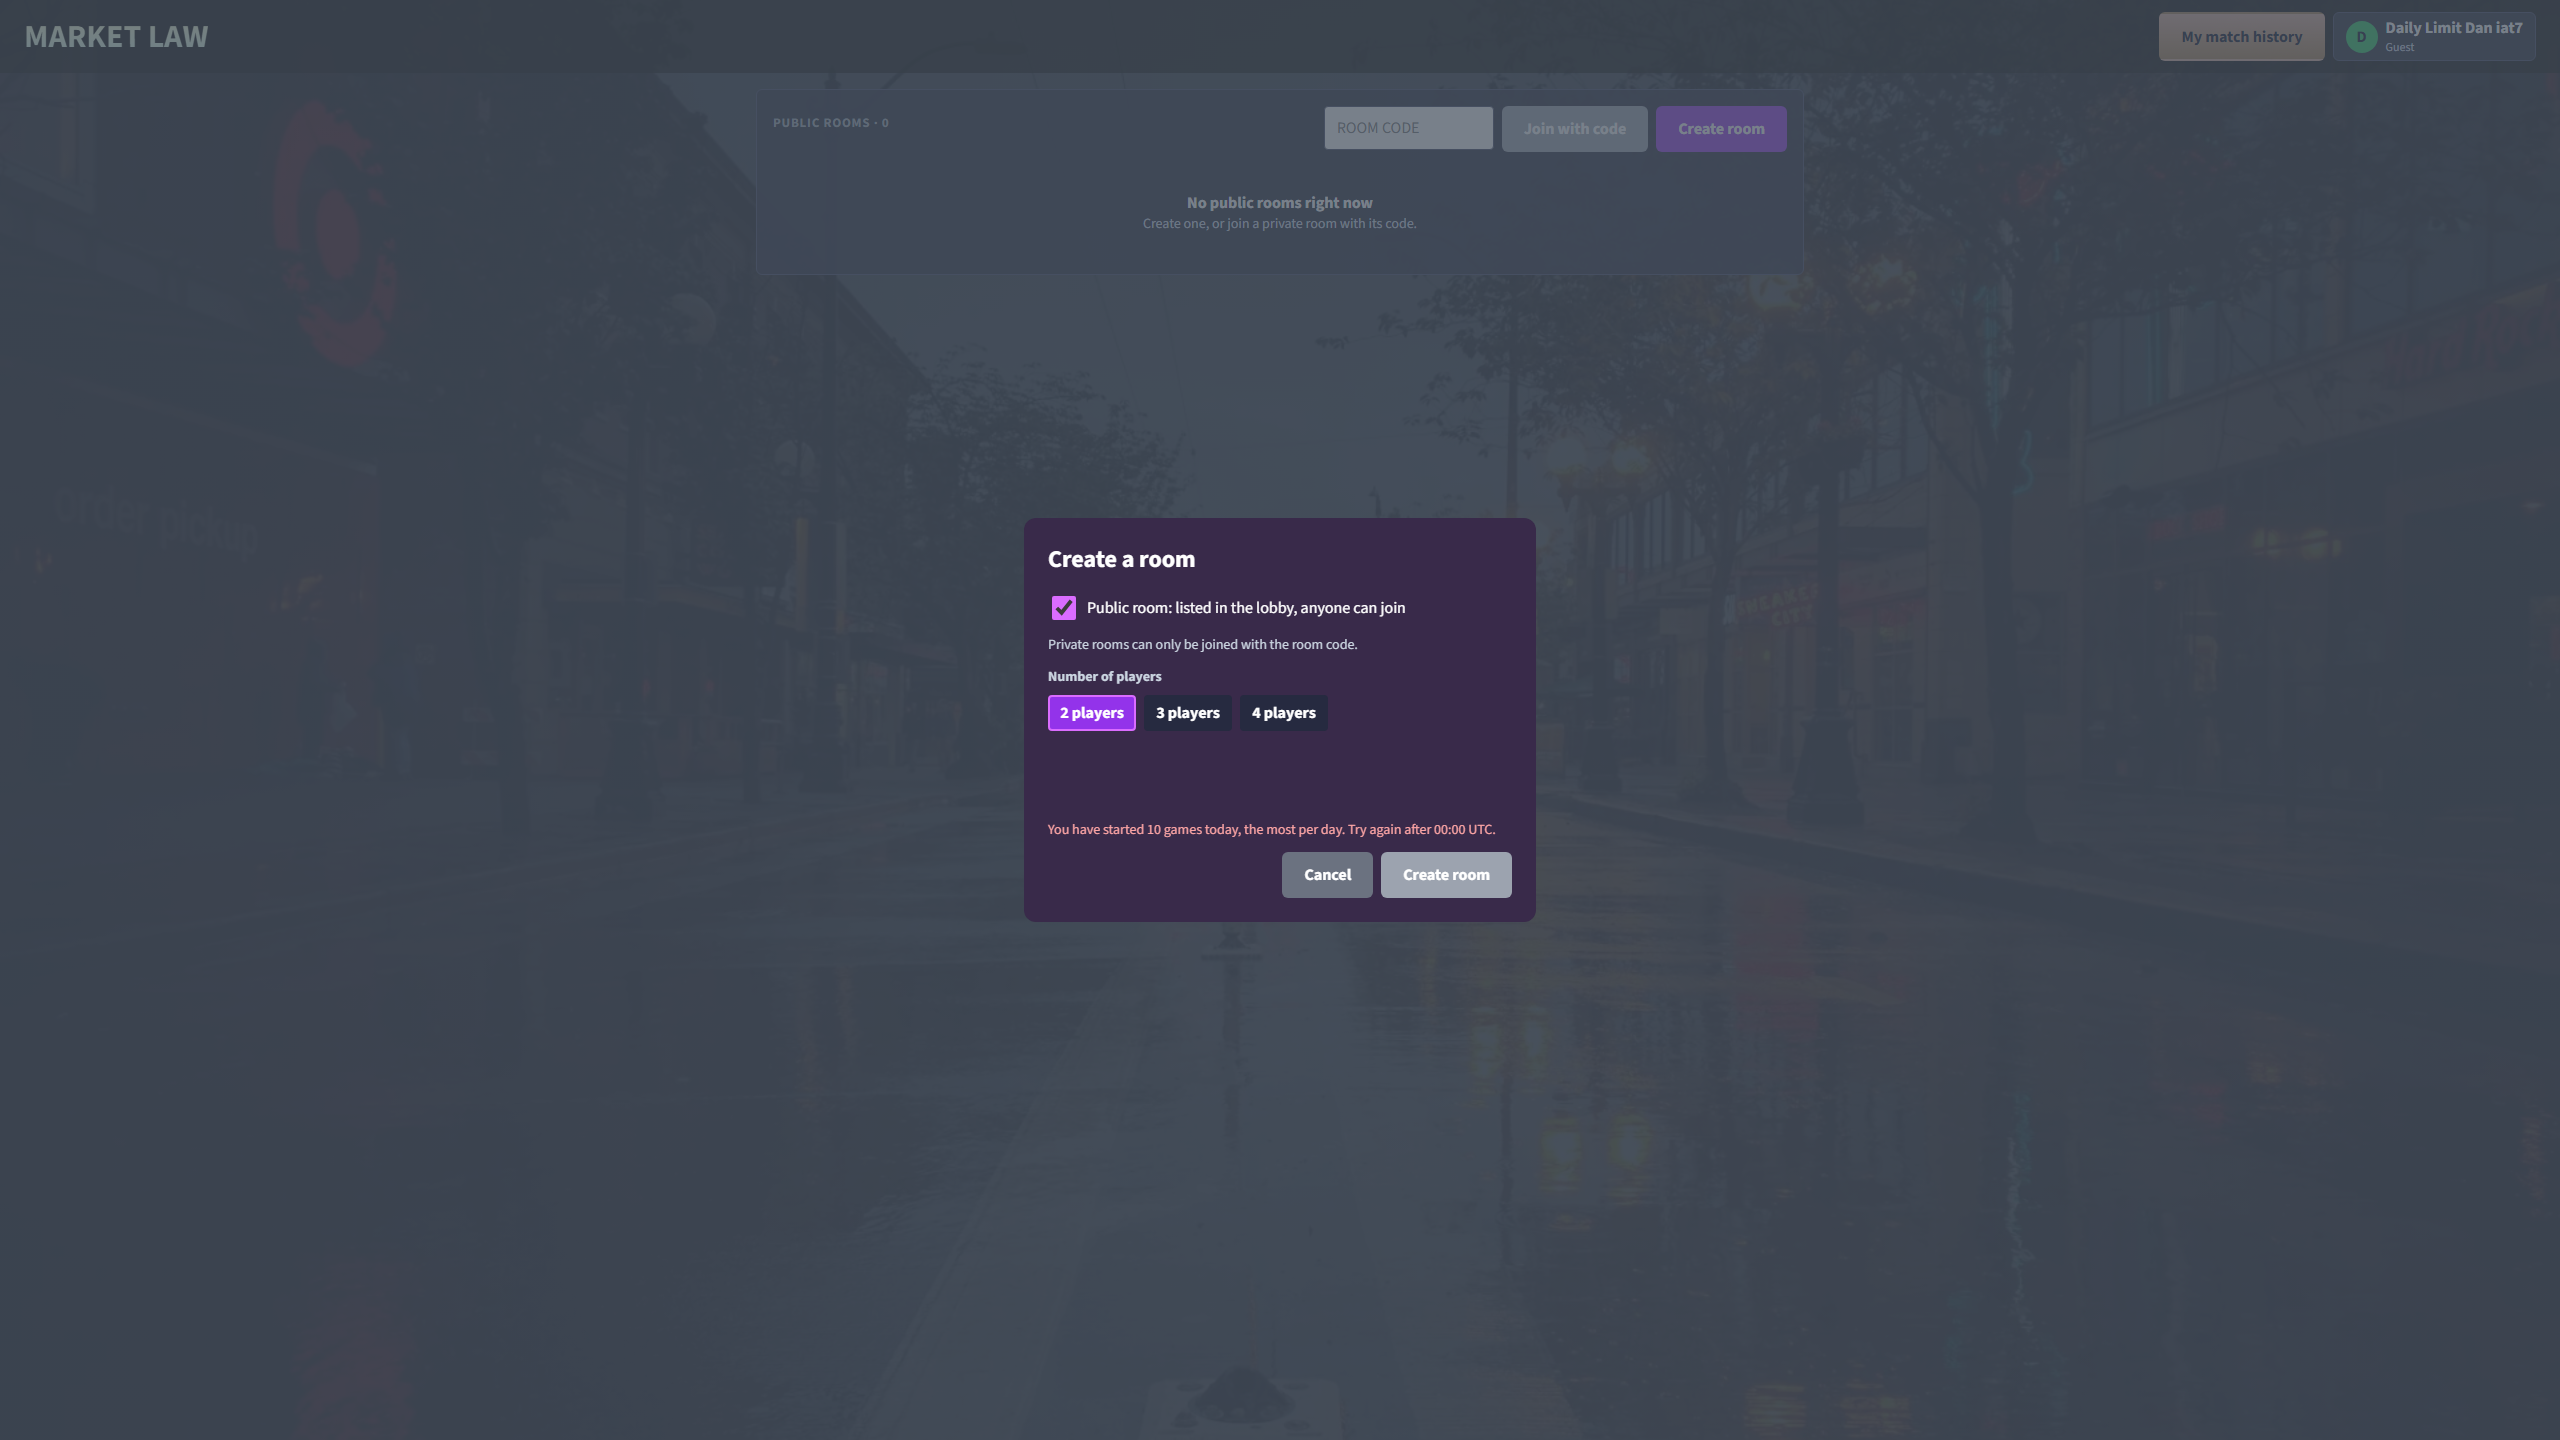 MARKET LAW
My match history
D
Daily Limit Dan iat7
Guest
PUBLIC ROOMS · 0
ROOM CODE
Join with code
Create room
No public rooms right now
Create one, or join a private room with its code.
order pickup
SNEAKER
CITY
Create a room
Public room: listed in the lobby, anyone can join
Private rooms can only be joined with the room code.
Number of players
2 players
3 players
4 players
You have started 10 games today, the most per day. Try again after 00:00 UTC.
Cancel
Create room